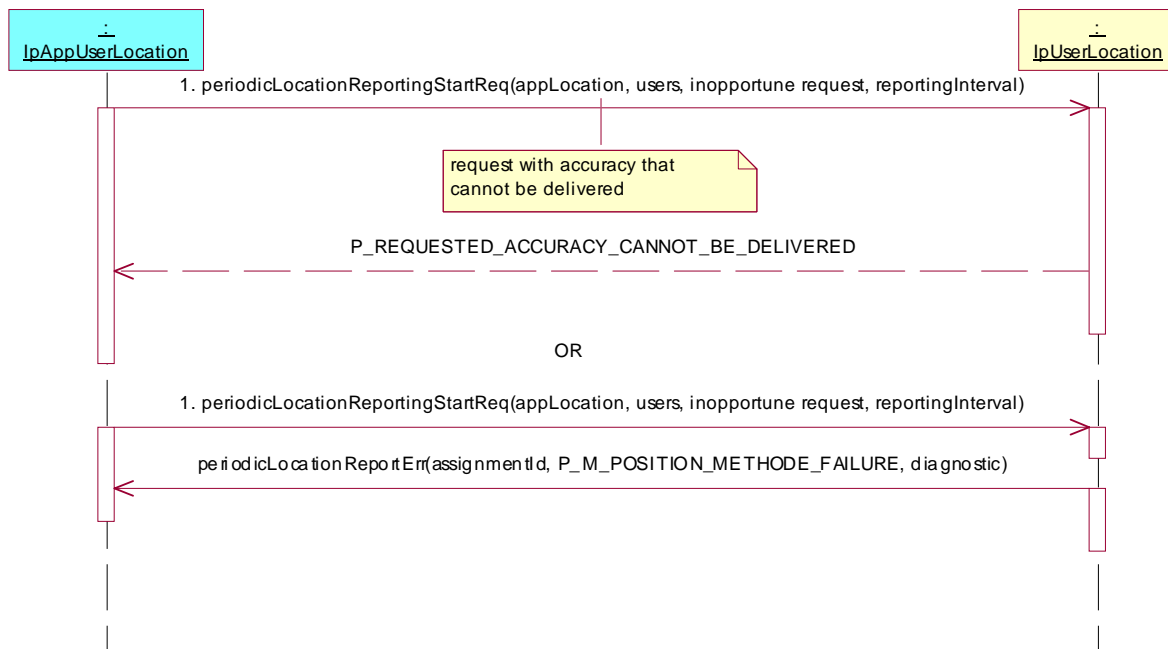 :
IpAppUserLocation
:
IpUserLocation
1. periodicLocationReportingStartReq(appLocation, users, inopportune request, reportingInterval)
request with accuracy that
cannot be delivered
P_REQUESTED_ACCURACY_CANNOT_BE_DELIVERED
OR
1. periodicLocationReportingStartReq(appLocation, users, inopportune request, reportingInterval)
periodicLocationReportErr(assignmentId, P_M_POSITION_METHODE_FAILURE, diagnostic)